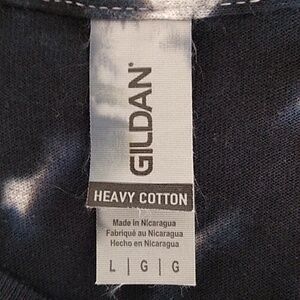 GILDAN®
HEAVY COTTON
Made in Nicaragua
Fabriqué au Nicaragua
Hecho en Nicaragua
L | G | G